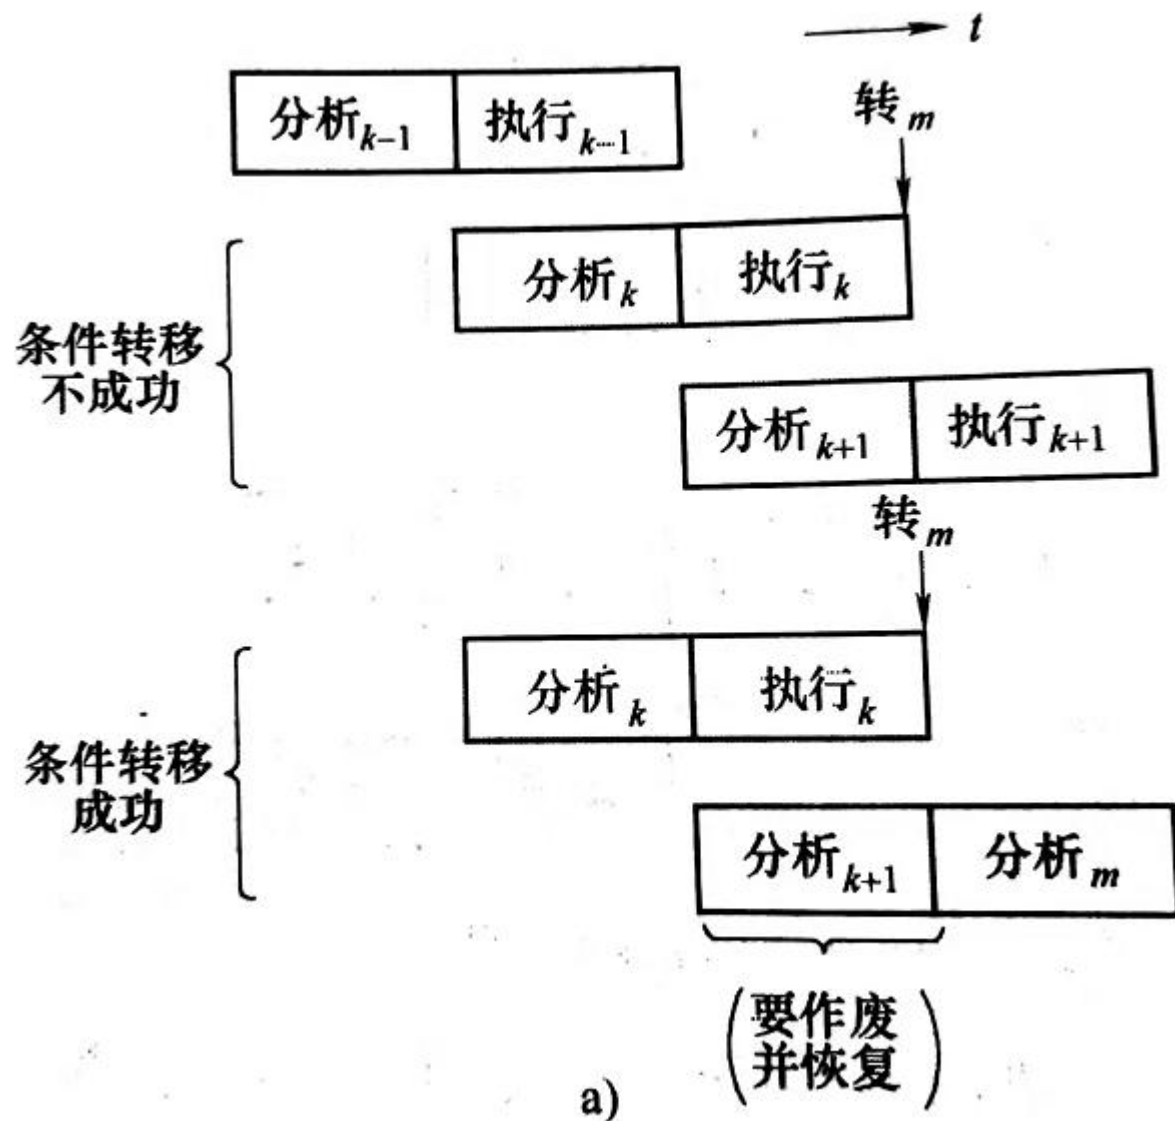 t
分析k-1 执行k-1
转m
分析k 执行k
条件转移
不成功
分析k+1 执行k+1
转m
分析k 执行k
条件转移
成功
分析k+1 分析m
(要作废
并恢复)
a)